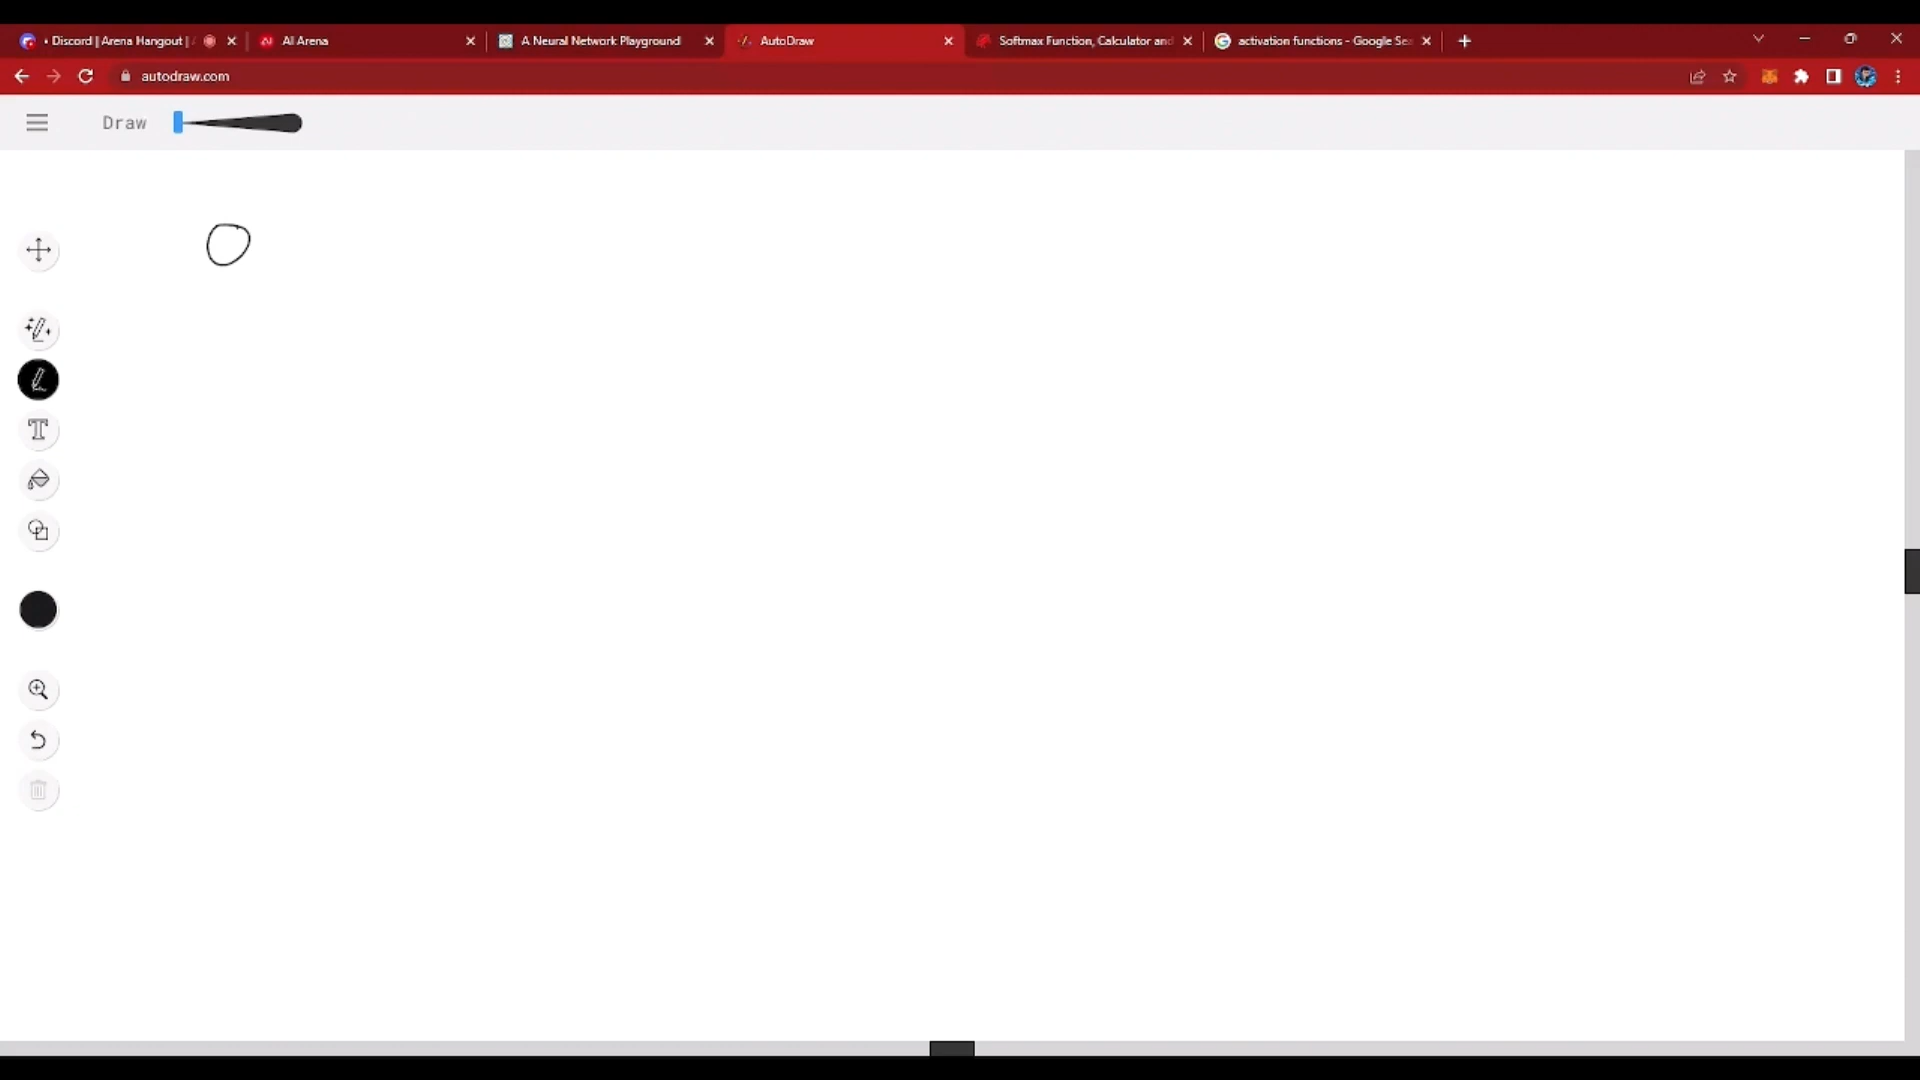 • Discord | Arena Hangout |
AI Arena
A Neural Network Playground
AutoDraw
Softmax Function, Calculator and
activation functions - Google Se
autodraw.com
Draw